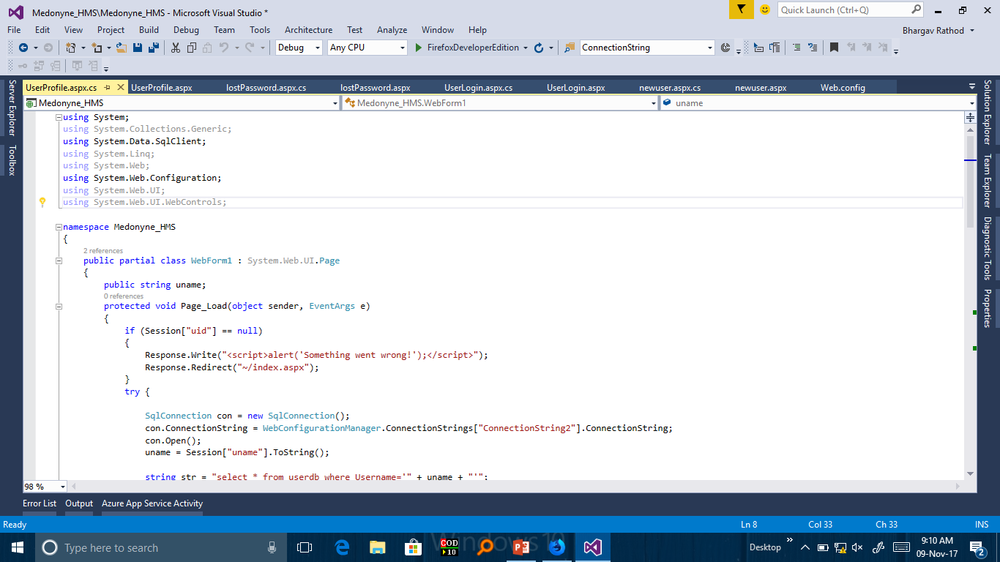 Medonyne_HMS\Medonyne_HMS - Microsoft Visual Studio *
Quick Launch (Ctrl+Q)
File Edit View Project Build Debug Team Tools Architecture Test Analyze Window Help
Bhargav Rathod
Debug Any CPU FirefoxDeveloperEdition ConnectionString
UserProfile.aspx.cs UserProfile.aspx lostPassword.aspx.cs lostPassword.aspx UserLogin.aspx.cs UserLogin.aspx newuser.aspx.cs newuser.aspx Web.config
Server Explorer
Toolbox
Solution Explorer
Team Explorer
Diagnostic Tools
Properties
Medonyne_HMS Medonyne_HMS.WebForm1 uname
using System;
using System.Collections.Generic;
using System.Data.SqlClient;
using System.Linq;
using System.Web;
using System.Web.Configuration;
using System.Web.UI;
using System.Web.UI.WebControls;
namespace Medonyne_HMS
{
2 references
public partial class WebForm1 : System.Web.UI.Page
{
public string uname;
0 references
protected void Page_Load(object sender, EventArgs e)
{
if (Session["uid"] == null)
{
Response.Write("<script>alert('Something went wrong!');</script>");
Response.Redirect("~/index.aspx");
}
try {
SqlConnection con = new SqlConnection();
con.ConnectionString = WebConfigurationManager.ConnectionStrings["ConnectionString2"].ConnectionString;
con.Open();
uname = Session["uname"].ToString();
string str = "select * from userdb where Username='" + uname + "'";
98 %
Error List Output Azure App Service Activity
Ready Ln 8 Col 33 Ch 33 INS
Type here to search
COD
▶10
Windows 10
Desktop
9:10 AM
09-Nov-17
2